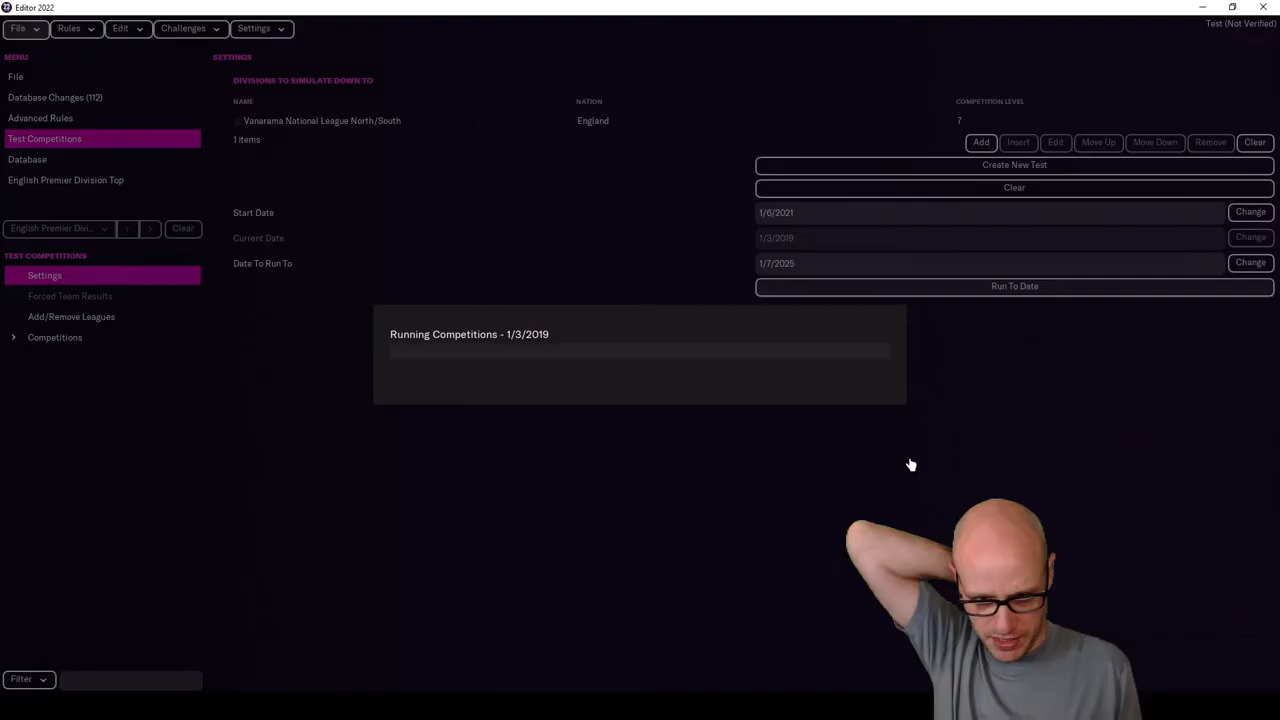 Editor 2022
File
Rules
Edit
Challenges
Settings
Test (Not Verified)
MENU
File
Database Changes (112)
Advanced Rules
Test Competitions
Database
English Premier Division Top
English Premier Divi...
Clear
TEST COMPETITIONS
Settings
Forced Team Results
Add/Remove Leagues
Competitions
Filter
SETTINGS
DIVISIONS TO SIMULATE DOWN TO
NAME NATION COMPETITION LEVEL
Vanarama National League North/South England 7
1 items
Add Insert Edit Move Up Move Down Remove Clear
Create New Test
Clear
Start Date 1/6/2021 Change
Current Date 1/3/2019 Change
Date To Run To 1/7/2025 Change
Run To Date
Running Competitions - 1/3/2019